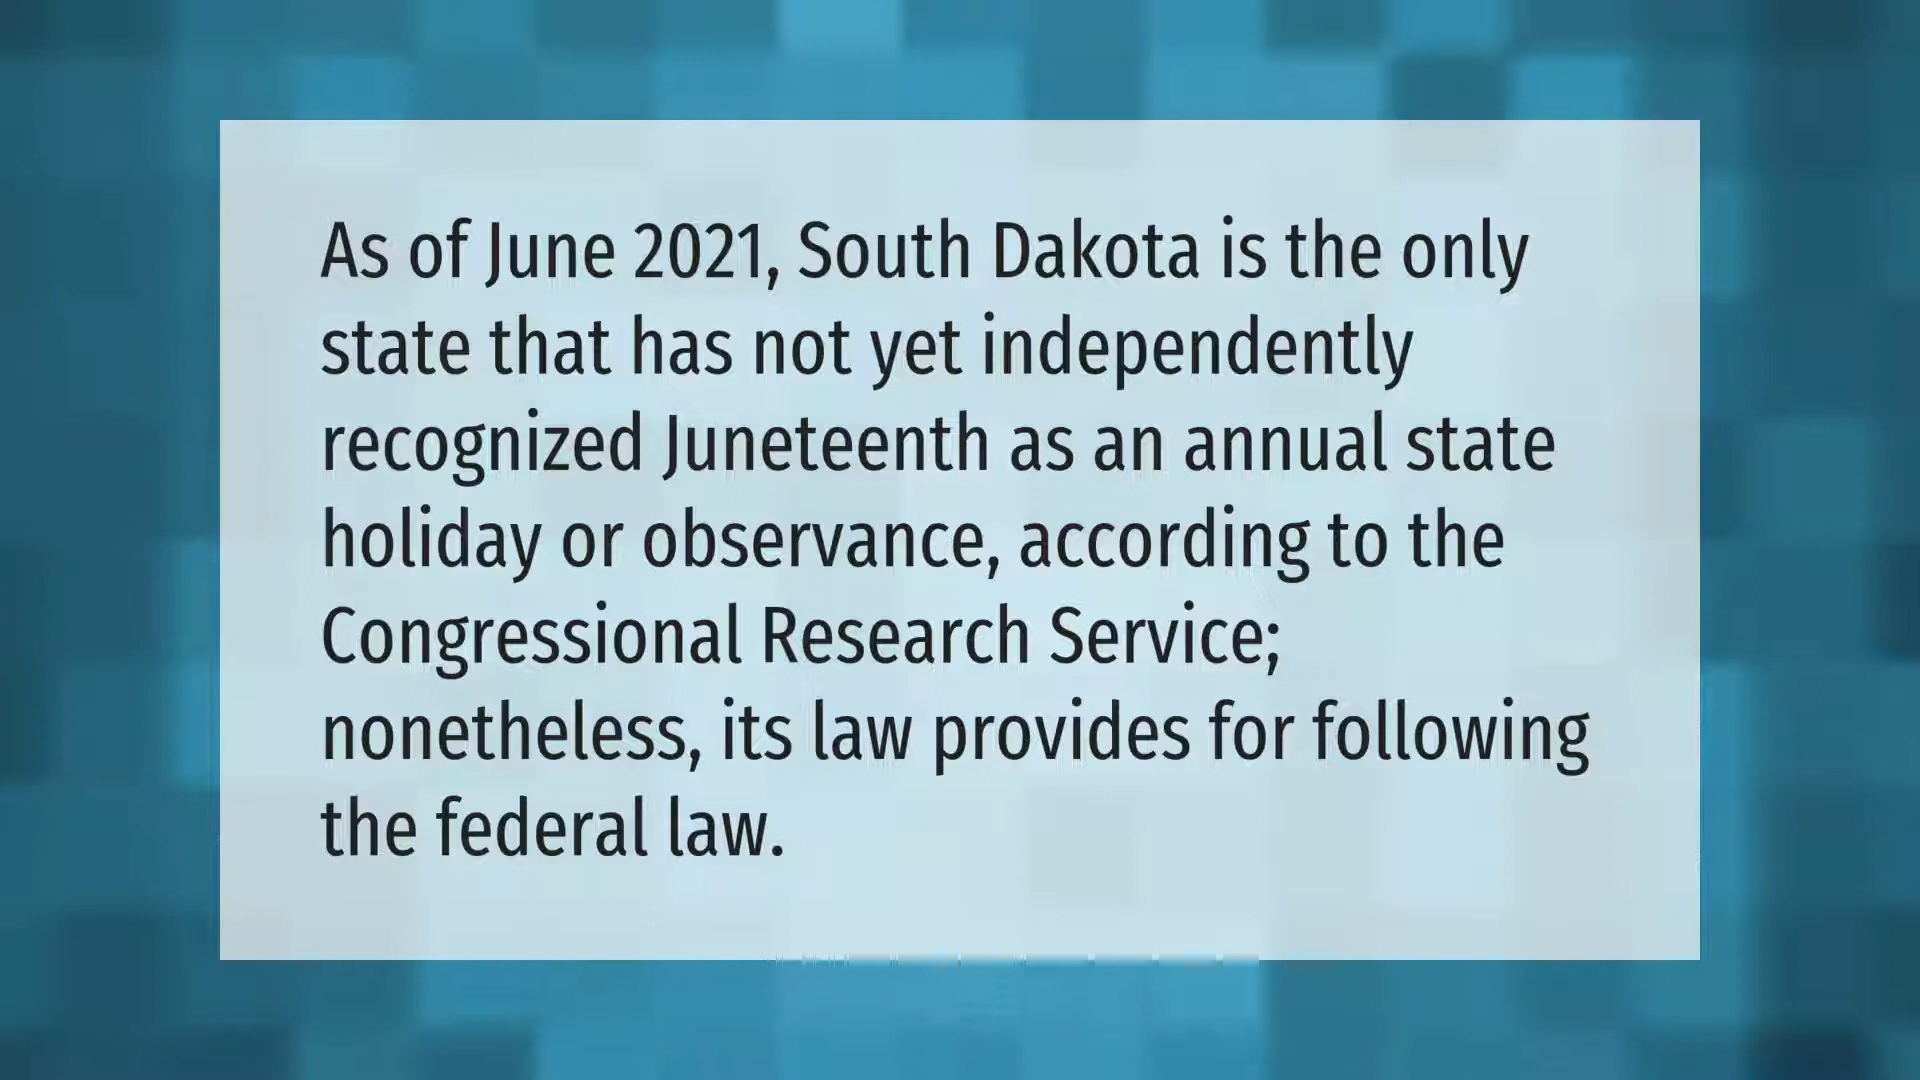 As of June 2021, South Dakota is the only
state that has not yet independently
recognized Juneteenth as an annual state
holiday or observance, according to the
Congressional Research Service;
nonetheless, its law provides for following
the federal law.